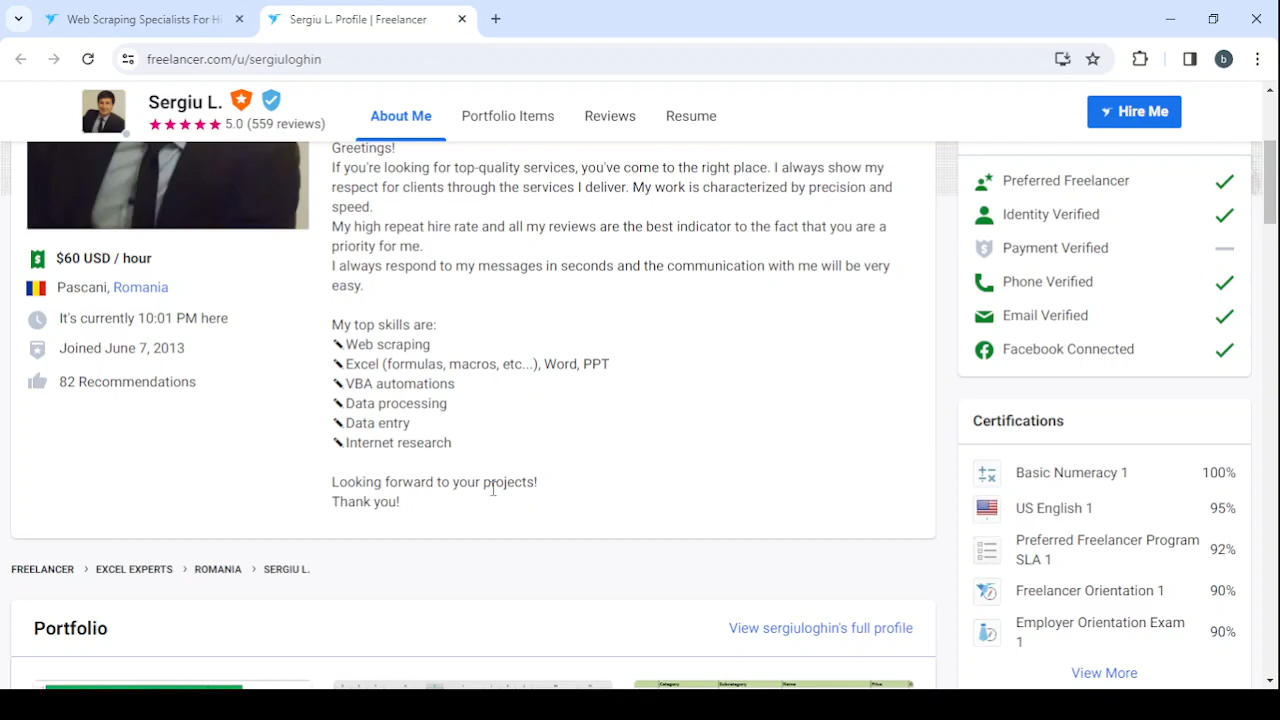 Web Scraping Specialists For Hi
Sergiu L. Profile | Freelancer
freelancer.com/u/sergiuloghin
b
Sergiu L.
5.0 (559 reviews)
About Me
Portfolio Items
Reviews
Resume
Hire Me
Greetings!
If you're looking for top-quality services, you've come to the right place. I always show my
respect for clients through the services I deliver. My work is characterized by precision and
speed.
My high repeat hire rate and all my reviews are the best indicator to the fact that you are a
priority for me.
I always respond to my messages in seconds and the communication with me will be very
easy.
My top skills are:
Web scraping
Excel (formulas, macros, etc...), Word, PPT
VBA automations
Data processing
Data entry
Internet research
Looking forward to your projects!
Thank you!
$60 USD / hour
Pascani, Romania
It's currently 10:01 PM here
Joined June 7, 2013
82 Recommendations
Preferred Freelancer
Identity Verified
Payment Verified
Phone Verified
Email Verified
Facebook Connected
Certifications
Basic Numeracy 1 100%
US English 1 95%
Preferred Freelancer Program
SLA 1 92%
Freelancer Orientation 1 90%
Employer Orientation Exam
1 90%
View More
FREELANCER > EXCEL EXPERTS > ROMANIA > SERGIU L.
Portfolio
View sergiuloghin's full profile
Category Subcategory Name Price